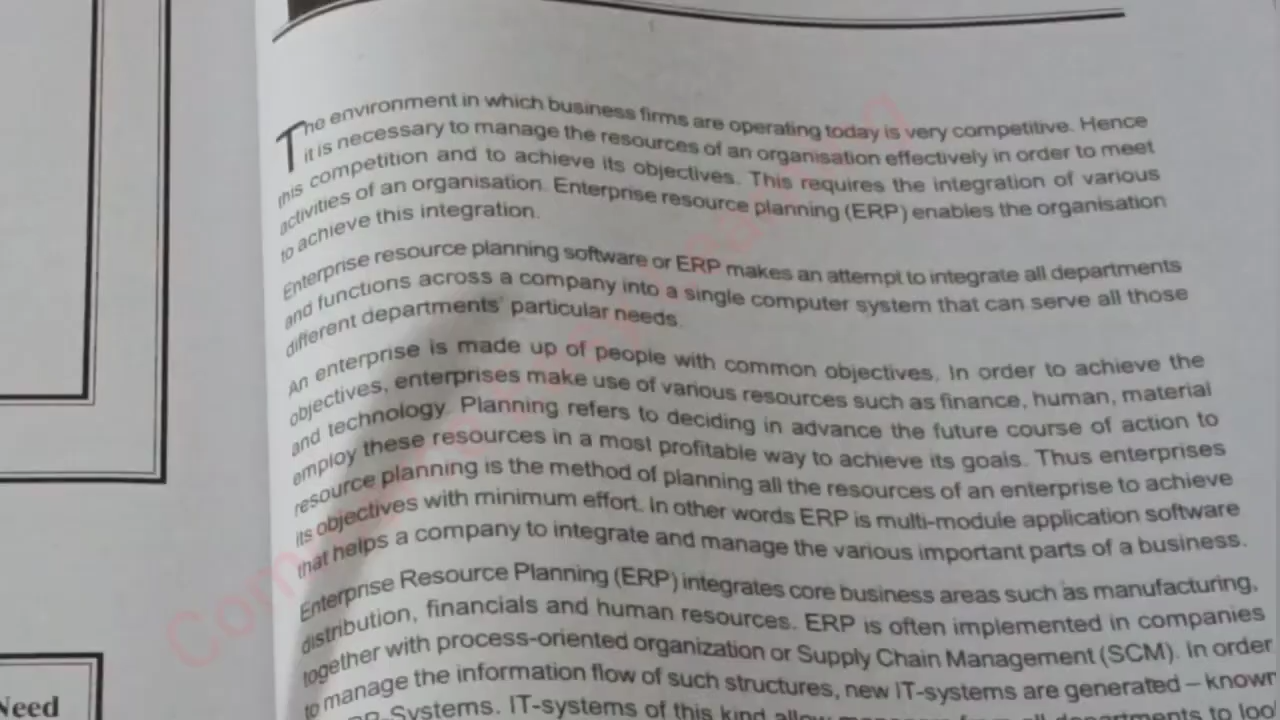 The environment in which business firms are operating today is very competitive. Hence
it is necessary to manage the resources of an organisation effectively in order to meet
this competition and to achieve its objectives. This requires the integration of various
activities of an organisation. Enterprise resource planning (ERP) enables the organisation
to achieve this integration.
Enterprise resource planning software or ERP makes an attempt to integrate all departments
and functions across a company into a single computer system that can serve all those
different departments' particular needs.
An enterprise is made up of people with common objectives. In order to achieve the
objectives, enterprises make use of various resources such as finance, human, material
and technology. Planning refers to deciding in advance the future course of action to
employ these resources in a most profitable way to achieve its goals. Thus enterprises
resource planning is the method of planning all the resources of an enterprise to achieve
its objectives with minimum effort. In other words ERP is multi-module application software
that helps a company to integrate and manage the various important parts of a business.
Enterprise Resource Planning (ERP) integrates core business areas such as manufacturing,
distribution, financials and human resources. ERP is often implemented in companies
together with process-oriented organization or Supply Chain Management (SCM). In order
to manage the information flow of such structures, new IT-systems are generated – known
-Systems. IT-systems of this kind allow
Need